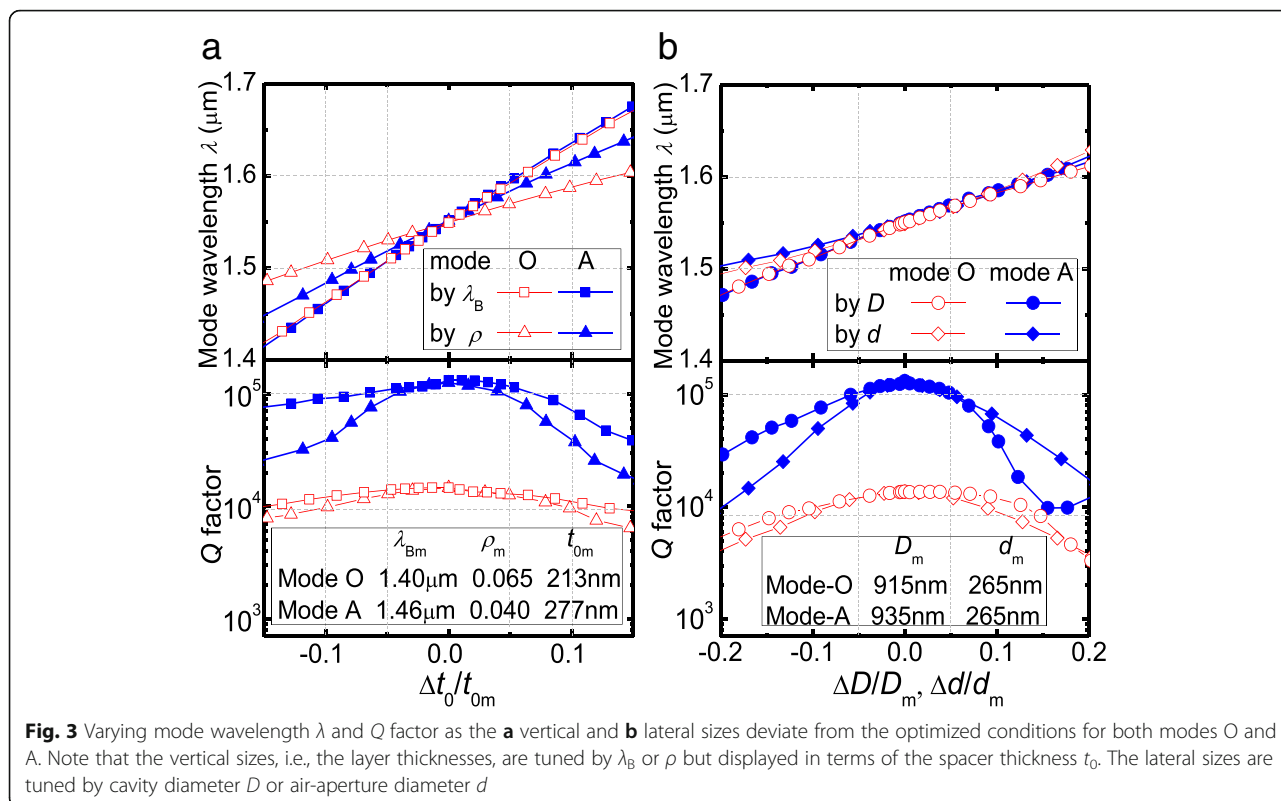 a
b
Mode wavelength λ (μm)
1.7
1.6
1.5
1.4
mode O A
by λB
by ρ
Q factor
10⁵
10⁴
10³
λBm ρm t0m
Mode O 1.40μm 0.065 213nm
Mode A 1.46μm 0.040 277nm
-0.1 0.0 0.1
Δt0/t0m
Mode wavelength λ (μm)
1.7
1.6
1.5
1.4
mode O mode A
by D
by d
Q factor
10⁵
10⁴
10³
Dm dm
Mode-O 915nm 265nm
Mode-A 935nm 265nm
-0.2 -0.1 0.0 0.1 0.2
ΔD/Dm, Δd/dm
Fig. 3 Varying mode wavelength λ and Q factor as the a vertical and b lateral sizes deviate from the optimized conditions for both modes O and
A. Note that the vertical sizes, i.e., the layer thicknesses, are tuned by λB or ρ but displayed in terms of the spacer thickness t0. The lateral sizes are
tuned by cavity diameter D or air-aperture diameter d